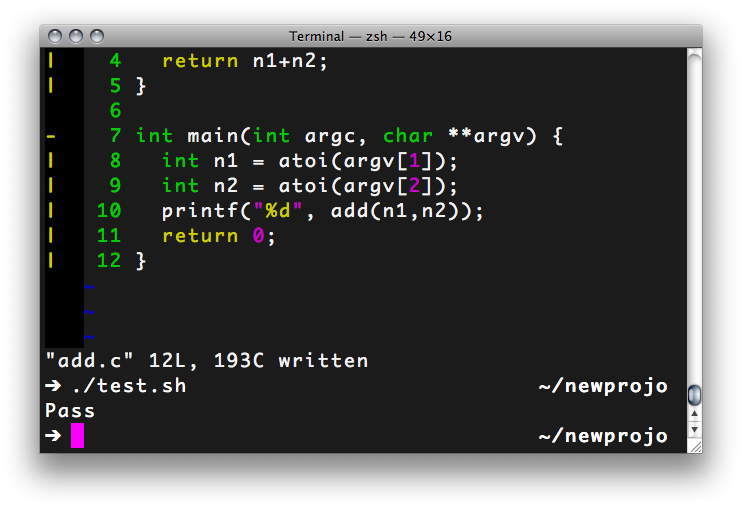 Terminal — zsh — 49×16
4   return n1+n2;
5 }
6
7 int main(int argc, char **argv) {
8   int n1 = atoi(argv[1]);
9   int n2 = atoi(argv[2]);
10   printf("%d", add(n1,n2));
11   return 0;
12 }
~
~
~
"add.c" 12L, 193C written
➔ ./test.sh ~/newprojo
Pass
➔ ~/newprojo